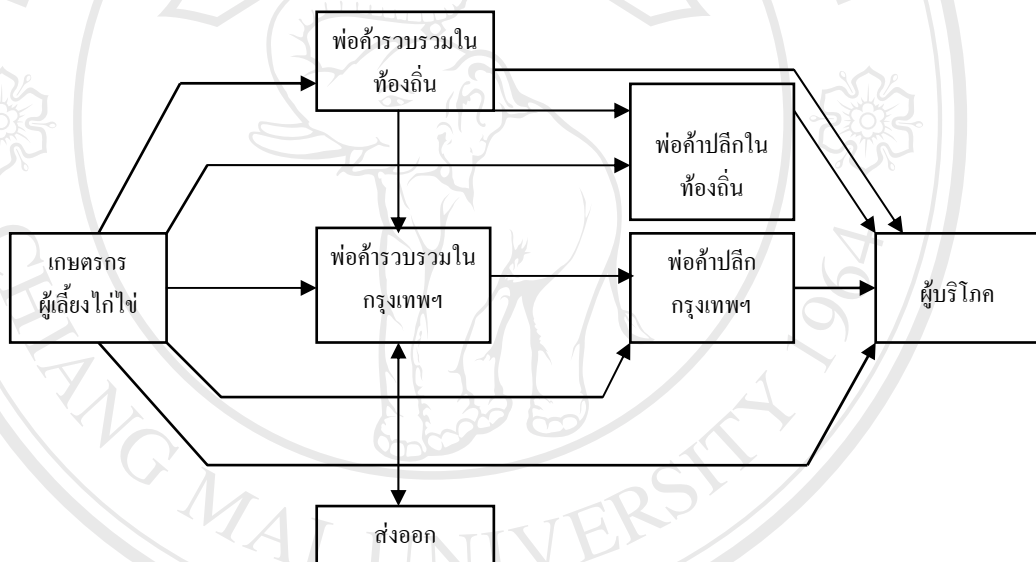 พ่อค้ารวบรวมใน
ท้องถิ่น
พ่อค้าปลีกใน
ท้องถิ่น
เกษตรกร
ผู้เลี้ยงไก่ไข่
พ่อค้ารวบรวมใน
กรุงเทพฯ
พ่อค้าปลีก
กรุงเทพฯ
ผู้บริโภค
ส่งออก
CHIANG MAI UNIVERSITY 1964